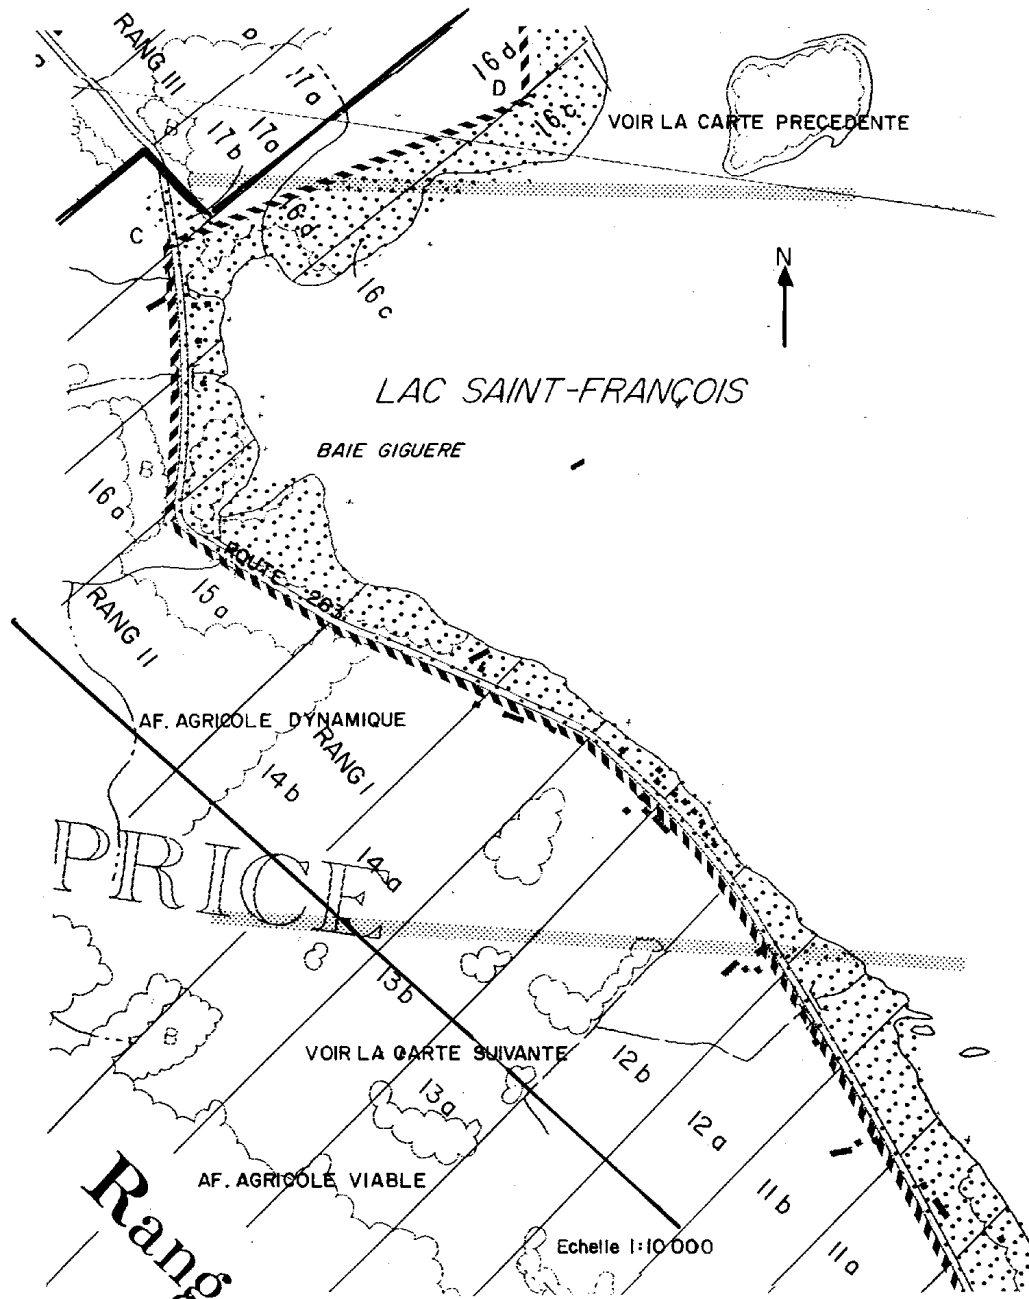 RANG III
17a
16d
D
16c
VOIR LA CARTE PRECEDENTE
B
B
17b
17a
C
16d
16c
N
LAC SAINT-FRANÇOIS
BAIE GIGUERE
B
16a
ROUTE 263
15a
RANG II
AF. AGRICOLE DYNAMIQUE
RANG I
14b
PRICE
14a
13b
B
VOIR LA CARTE SUIVANTE
12b
13a
12a
AF. AGRICOLE VIABLE
11b
Rang
Echelle 1:10 000
11a